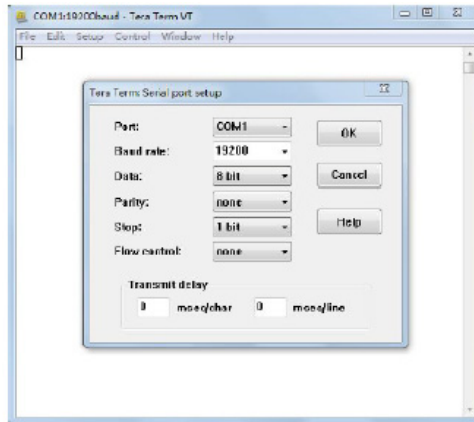 COM1:19200baud - Tera Term VT
File Edit Setup Control Window Help
Tera Term: Serial port setup
Port: COM1
Baud rate: 19200
Data: 8 bit
Parity: none
Stop: 1 bit
Flow control: none
OK
Cancel
Help
Transmit delay
0 msec/char 0 msec/line